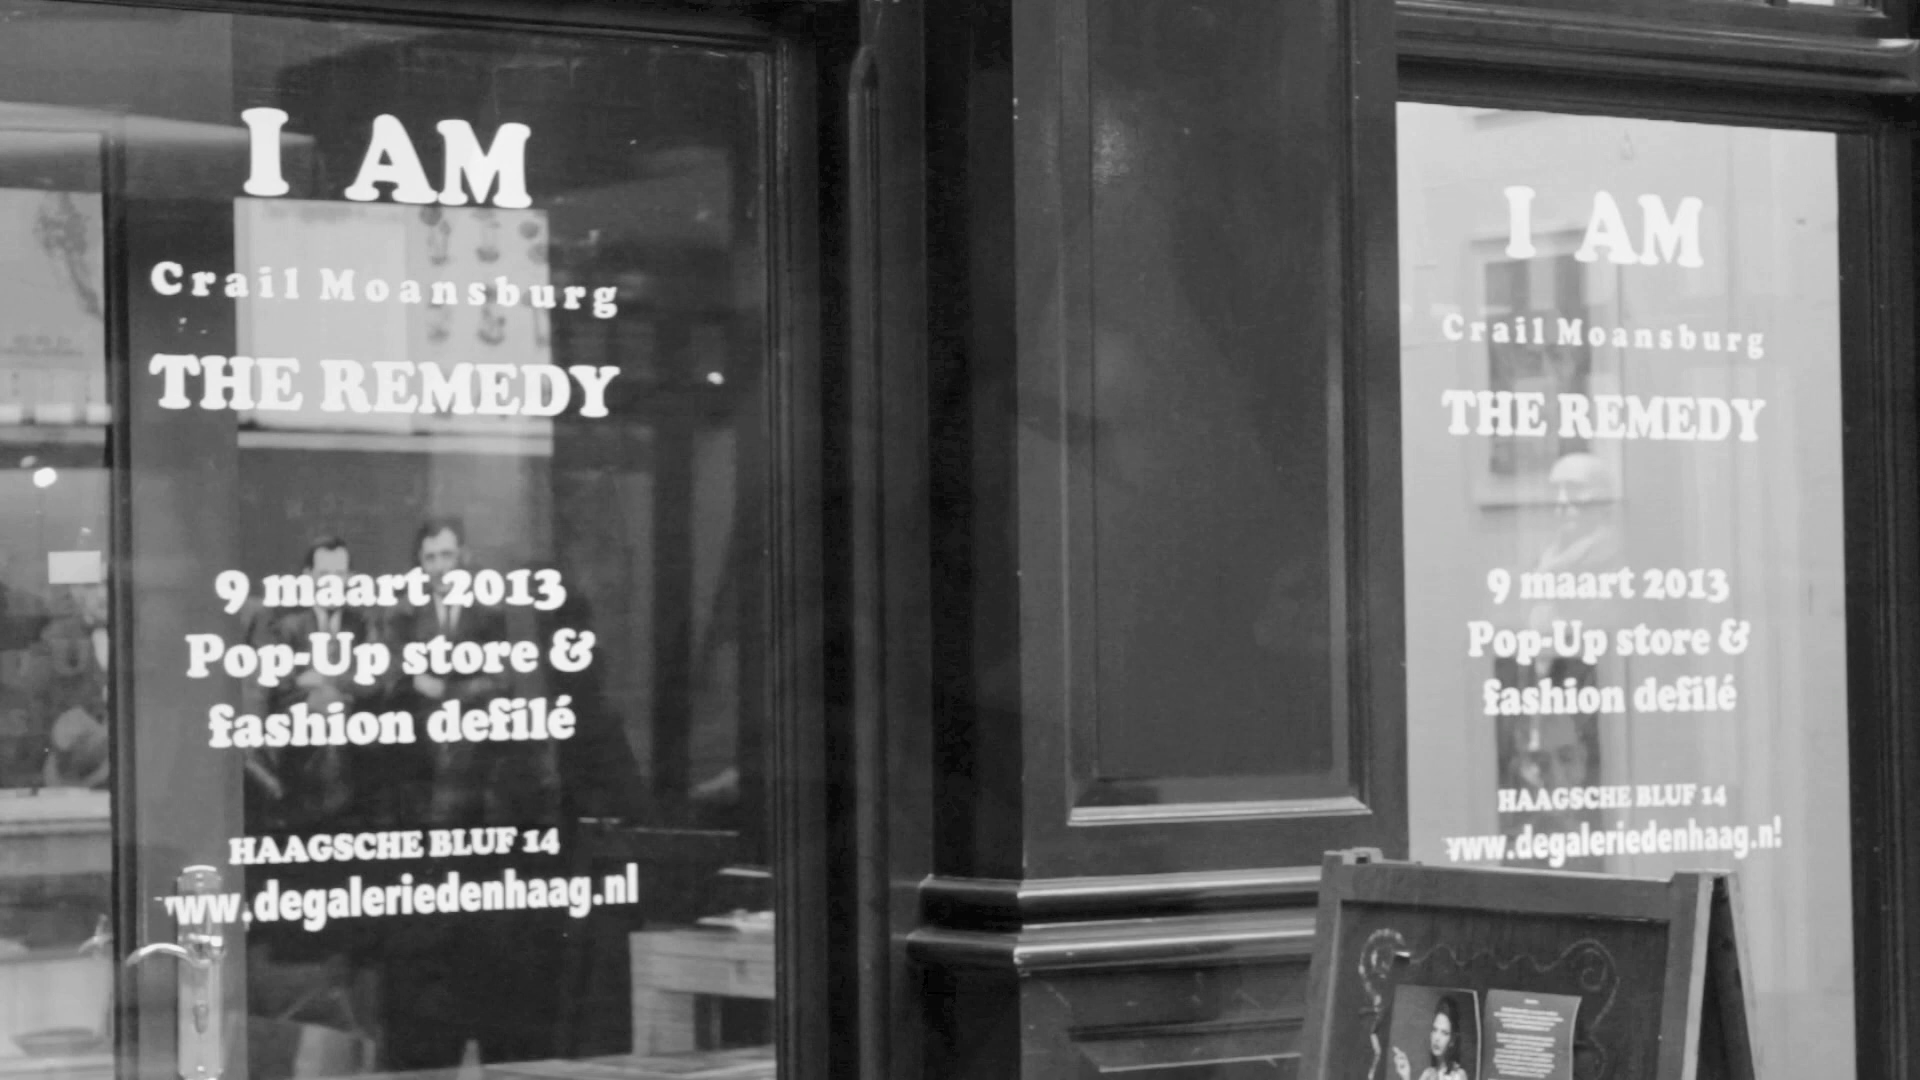 I AM
Crail Moansburg
THE REMEDY
9 maart 2013
Pop-Up store &
fashion defilé
HAAGSCHE BLUF 14
www.degaleriedenhaag.nl
I AM
Crail Moansburg
THE REMEDY
9 maart 2013
Pop-Up store &
fashion defilé
HAAGSCHE BLUF 14
www.degaleriedenhaag.nl